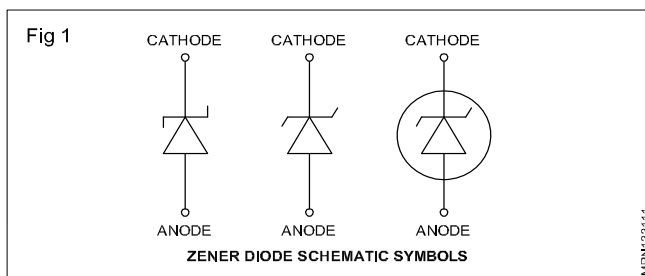 Fig 1
CATHODE CATHODE CATHODE
ANODE ANODE ANODE
ZENER DIODE SCHEMATIC SYMBOLS